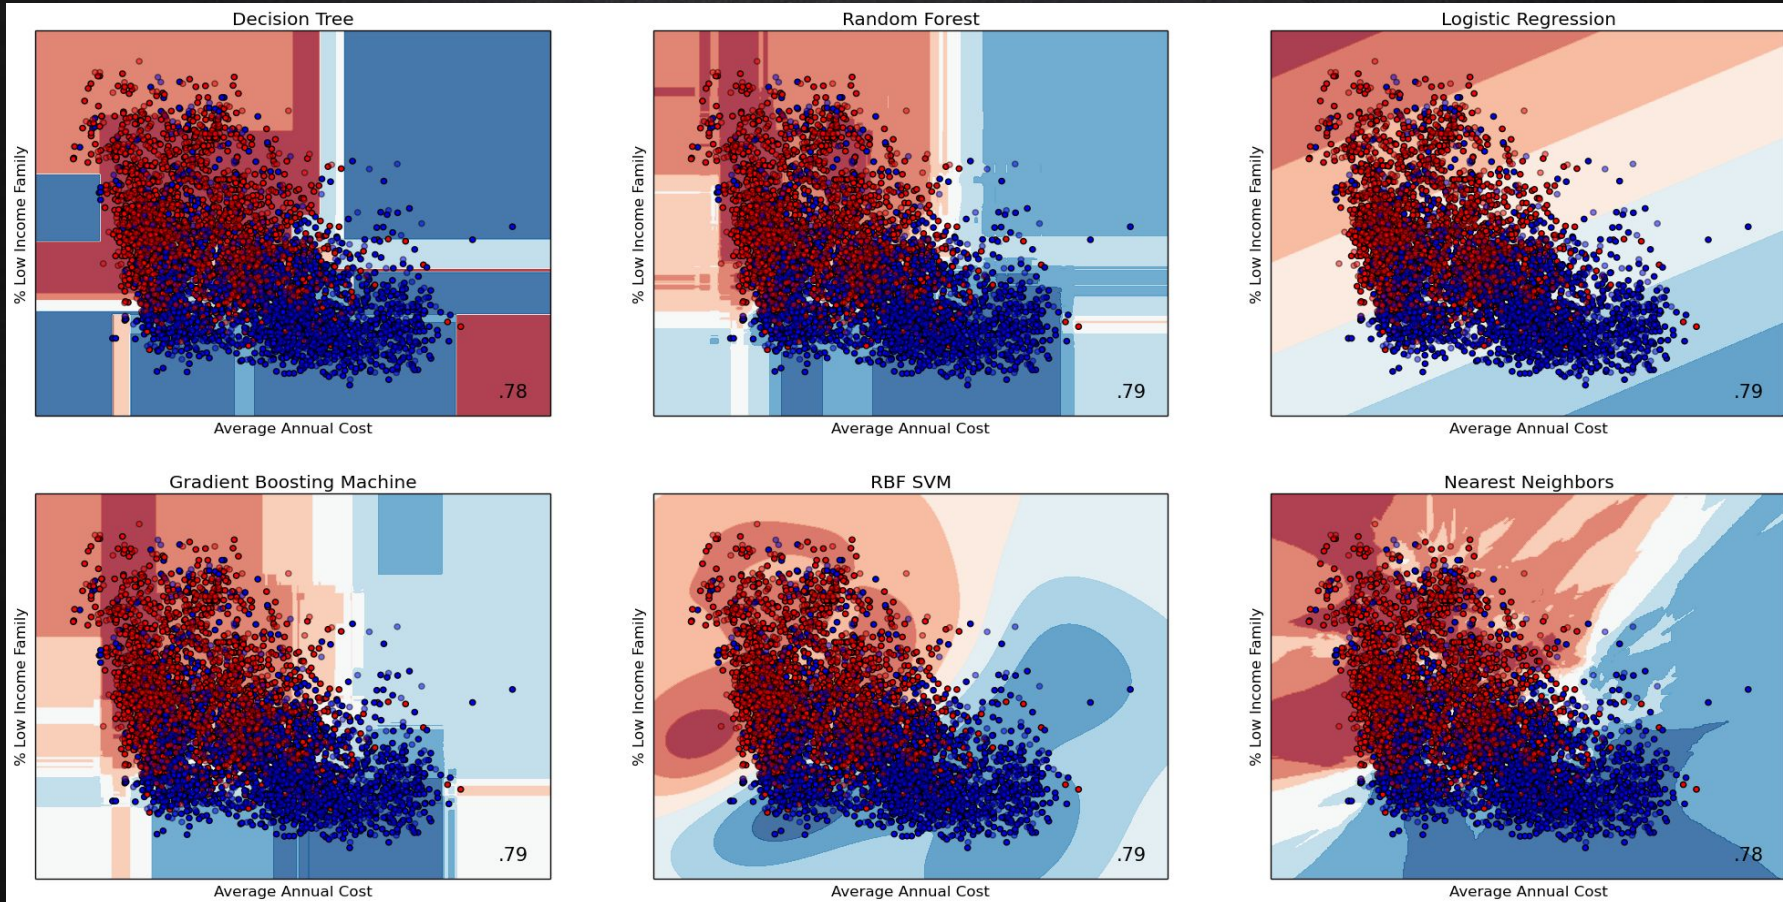 Decision Tree
% Low Income Family
.78
Average Annual Cost
Random Forest
% Low Income Family
.79
Average Annual Cost
Logistic Regression
% Low Income Family
.79
Average Annual Cost
Gradient Boosting Machine
% Low Income Family
.79
Average Annual Cost
RBF SVM
% Low Income Family
.79
Average Annual Cost
Nearest Neighbors
% Low Income Family
.78
Average Annual Cost